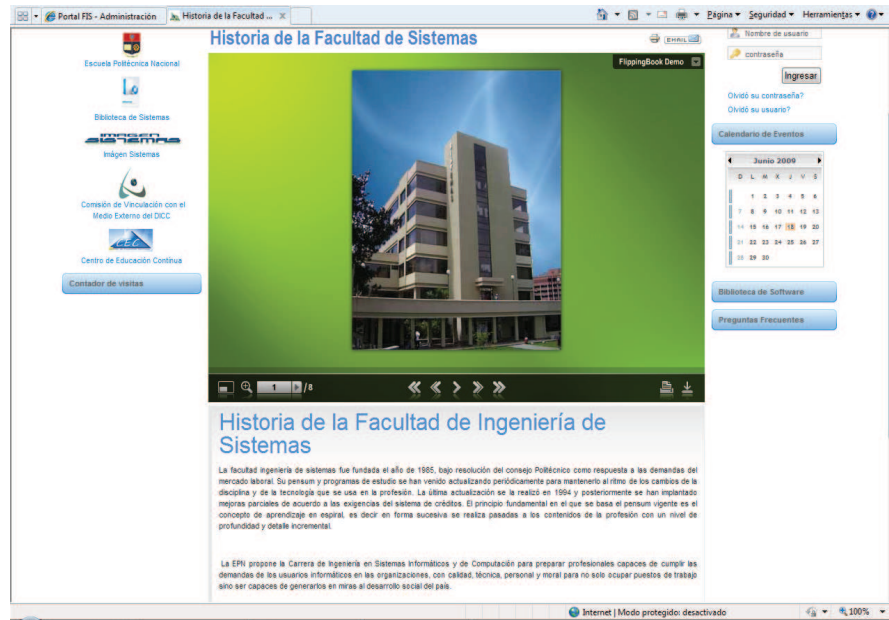 Portal FIS - Administración
Historia de la Facultad ...
Página
Seguridad
Herramientas
Escuela Politécnica Nacional
Biblioteca de Sistemas
IMAGEN
SISTEMAS
Imágen Sistemas
Comisión de Vinculación con el
Medio Externo del DICC
CEC
Centro de Educación Continua
Contador de visitas
Historia de la Facultad de Sistemas
EMAIL
FlippingBook Demo
1 /8
Historia de la Facultad de Ingeniería de
Sistemas
La facultad ingeniería de sistemas fue fundada el año de 1985, bajo resolución del consejo Politécnico como respuesta a las demandas del
mercado laboral. Su pensum y programas de estudio se han venido actualizando periódicamente para mantenerlo al ritmo de los cambios de la
disciplina y de la tecnología que se usa en la profesión. La última actualización se la realizó en 1994 y posteriormente se han implantado
mejoras parciales de acuerdo a las exigencias del sistema de créditos. El principio fundamental en el que se basa el pensum vigente es el
concepto de aprendizaje en espiral, es decir en forma sucesiva se realiza pasadas a los contenidos de la profesión con un nivel de
profundidad y detalle incremental.
La EPN propone la Carrera de Ingeniería en Sistemas Informáticos y de Computación para preparar profesionales capaces de cumplir las
demandas de los usuarios informáticos en las organizaciones, con calidad, técnica, personal y moral para no solo ocupar puestos de trabajo
sino ser capaces de generarlos en miras al desarrollo social del país.
Nombre de usuario
contraseña
Ingresar
Olvidó su contraseña?
Olvidó su usuario?
Calendario de Eventos
Junio 2009
D L M X J V S
1 2 3 4 5 6
7 8 9 10 11 12 13
14 15 16 17 18 19 20
21 22 23 24 25 26 27
28 29 30
Biblioteca de Software
Preguntas Frecuentes
Internet | Modo protegido: desactivado
100%